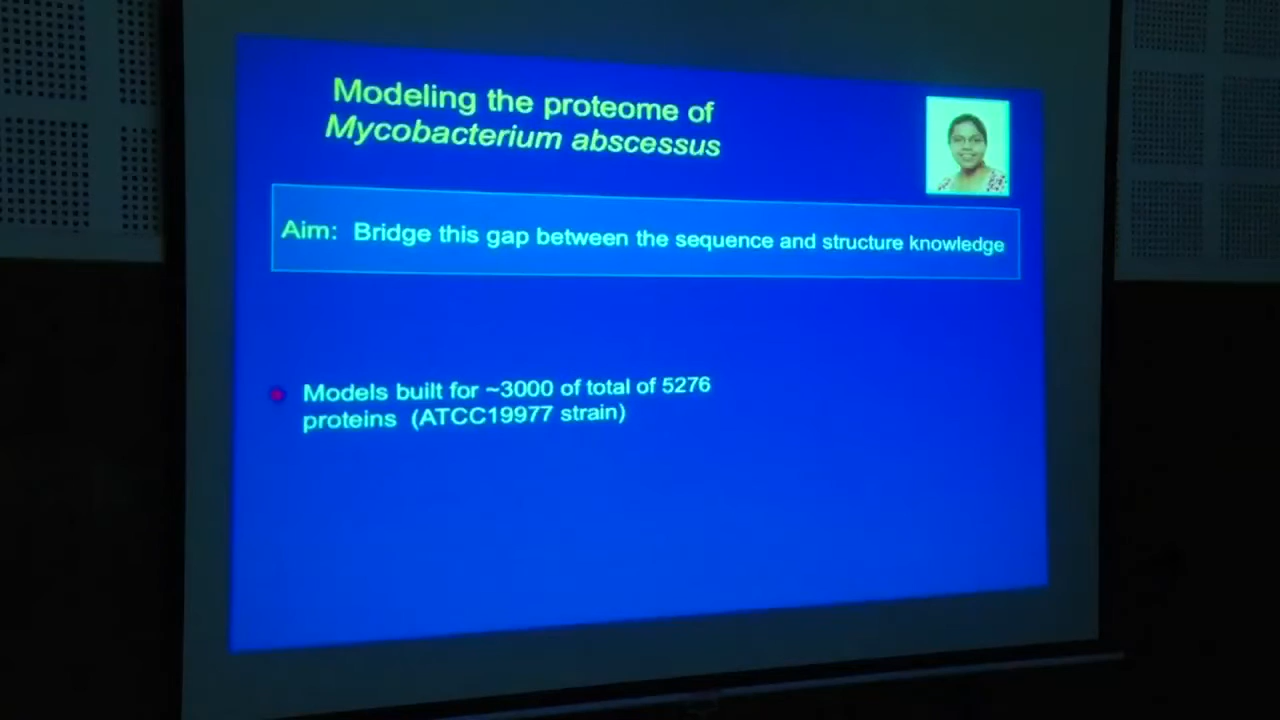 Modeling the proteome of
Mycobacterium abscessus
Aim: Bridge this gap between the sequence and structure knowledge
Models built for ~3000 of total of 5276
proteins (ATCC19977 strain)